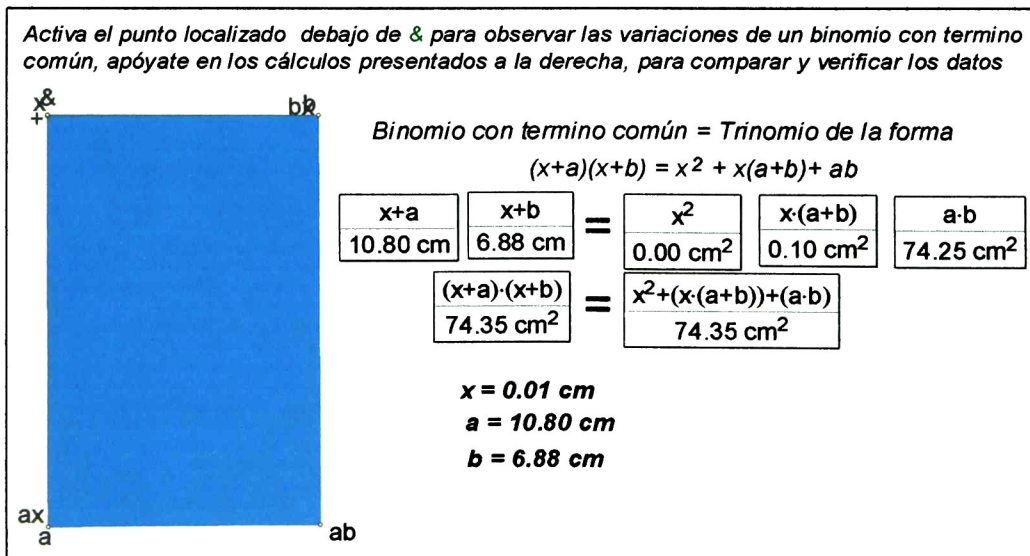 Activa el punto localizado debajo de & para observar las variaciones de un binomio con termino
común, apóyate en los cálculos presentados a la derecha, para comparar y verificar los datos
x &
b
Binomio con termino común = Trinomio de la forma
(x+a)(x+b) = x² + x(a+b)+ ab
x+a x+b = x² x·(a+b) a·b
10.80 cm 6.88 cm 0.00 cm² 0.10 cm² 74.25 cm²
(x+a)·(x+b) = x²+(x·(a+b))+(a·b)
74.35 cm² 74.35 cm²
x = 0.01 cm
a = 10.80 cm
b = 6.88 cm
ax
a
ab